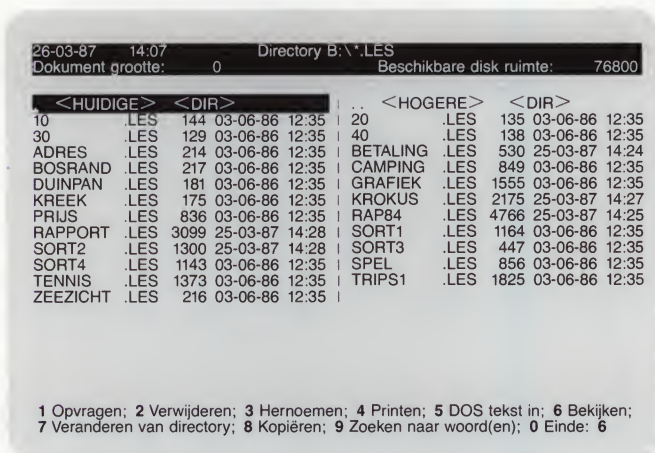 26-03-87 14:07 Directory B:\*.LES
Dokument grootte: 0 Beschikbare disk ruimte: 76800
. <HUIDIGE> <DIR> | .. <HOGERE> <DIR>
10 .LES 144 03-06-86 12:35 | 20 .LES 135 03-06-86 12:35
30 .LES 129 03-06-86 12:35 | 40 .LES 138 03-06-86 12:35
ADRES .LES 214 03-06-86 12:35 | BETALING .LES 530 25-03-87 14:24
BOSRAND .LES 217 03-06-86 12:35 | CAMPING .LES 849 03-06-86 12:35
DUINPAN .LES 181 03-06-86 12:35 | GRAFIEK .LES 1555 03-06-86 12:35
KREEK .LES 175 03-06-86 12:35 | KROKUS .LES 2175 25-03-87 14:27
PRIJS .LES 836 03-06-86 12:35 | RAP84 .LES 4766 25-03-87 14:25
RAPPORT .LES 3099 25-03-87 14:28 | SORT1 .LES 1164 03-06-86 12:35
SORT2 .LES 1300 25-03-87 14:28 | SORT3 .LES 447 03-06-86 12:35
SORT4 .LES 1143 03-06-86 12:35 | SPEL .LES 856 03-06-86 12:35
TENNIS .LES 1373 03-06-86 12:35 | TRIPS1 .LES 1825 03-06-86 12:35
ZEEZICHT .LES 216 03-06-86 12:35 |
1 Opvragen; 2 Verwijderen; 3 Hernoemen; 4 Printen; 5 DOS tekst in; 6 Bekijken;
7 Veranderen van directory; 8 Kopiëren; 9 Zoeken naar woord(en); 0 Einde: 6